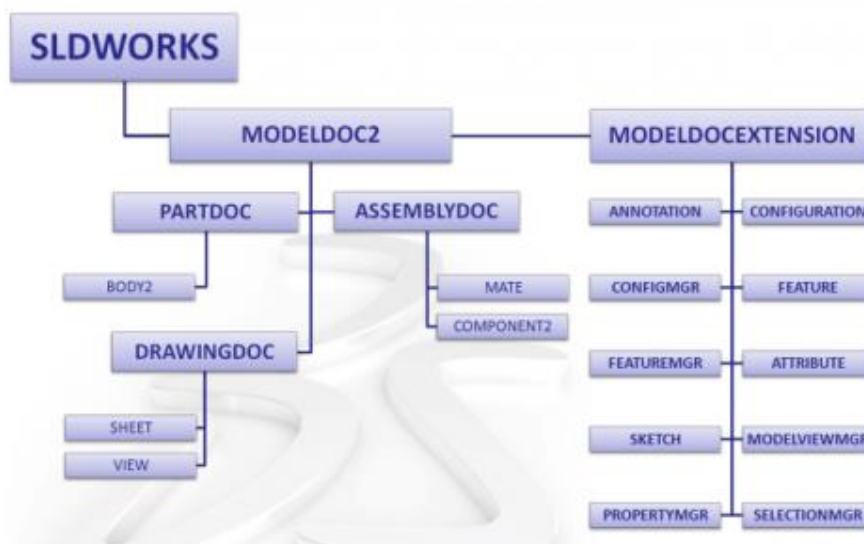 SLDWORKS
MODELDOC2
MODELDOCEXTENSION
PARTDOC
ASSEMBLYDOC
ANNOTATION
CONFIGURATION
BODY2
MATE
CONFIGMGR
FEATURE
COMPONENT2
DRAWINGDOC
FEATUREMGR
ATTRIBUTE
SHEET
SKETCH
MODELVIEWMGR
VIEW
PROPERTYMGR
SELECTIONMGR